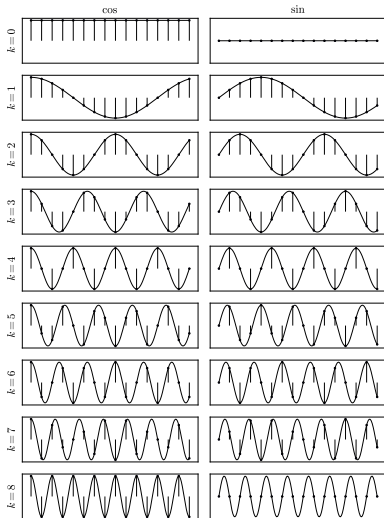 cos sin
k = 0
k = 1
k = 2
k = 3
k = 4
k = 5
k = 6
k = 7
k = 8